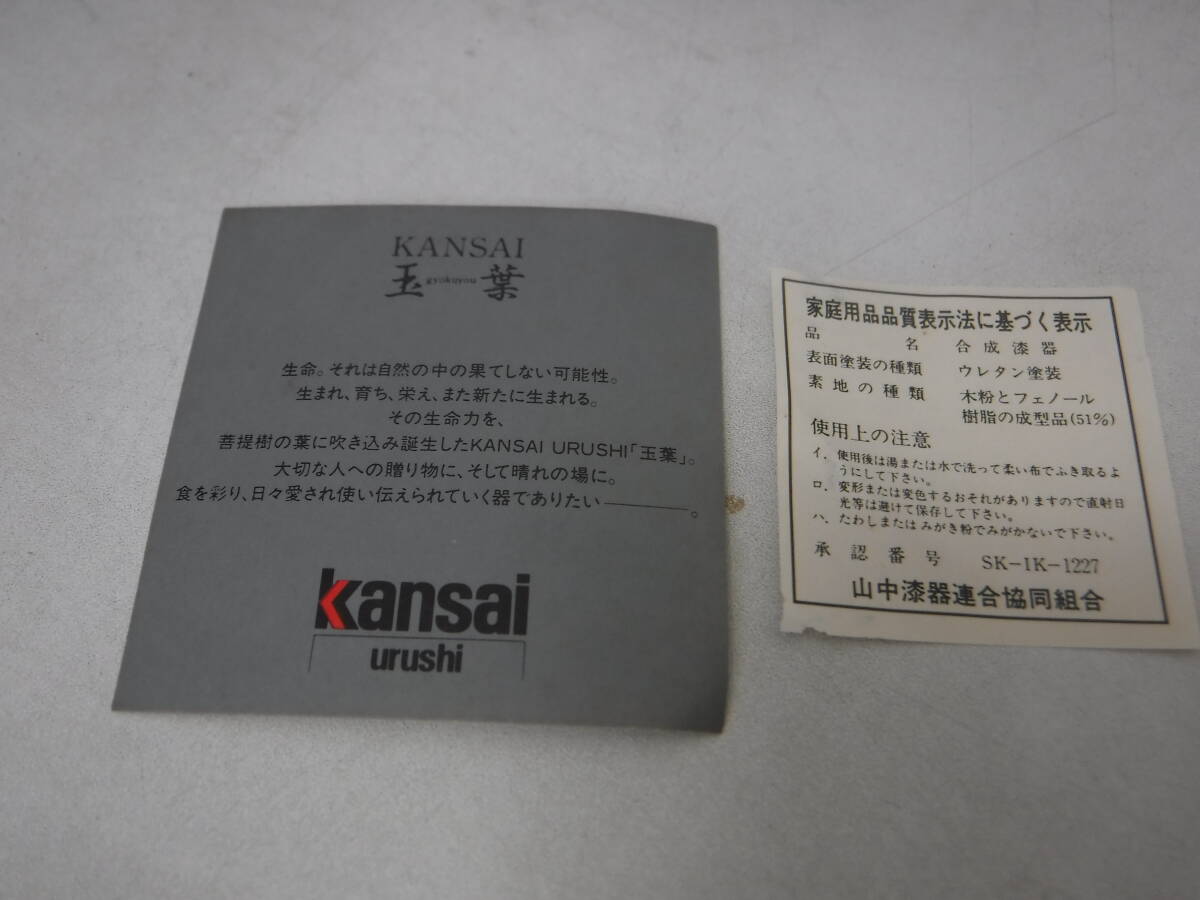 KANSAI
玉 gyokuyou 葉
生命。それは自然の中の果てしない可能性。
生まれ、育ち、栄え、また新たに生まれる。
その生命力を、
菩提樹の葉に吹き込み誕生したKANSAI URUSHI「玉葉」。
大切な人への贈り物に、そして晴れの場に。
食を彩り、日々愛され使い伝えられていく器でありたい―――。
kansai
urushi
家庭用品品質表示法に基づく表示
品名 合成漆器
表面塗装の種類 ウレタン塗装
素地の種類 木粉とフェノール
樹脂の成型品(51%)
使用上の注意
イ. 使用後は湯または水で洗って柔い布でふき取るよ
うにして下さい。
ロ. 変形または変色するおそれがありますので直射日
光等は避けて保存して下さい。
ハ. たわしまたはみがき粉でみがかないで下さい。
承認番号 SK-IK-1227
山中漆器連合協同組合